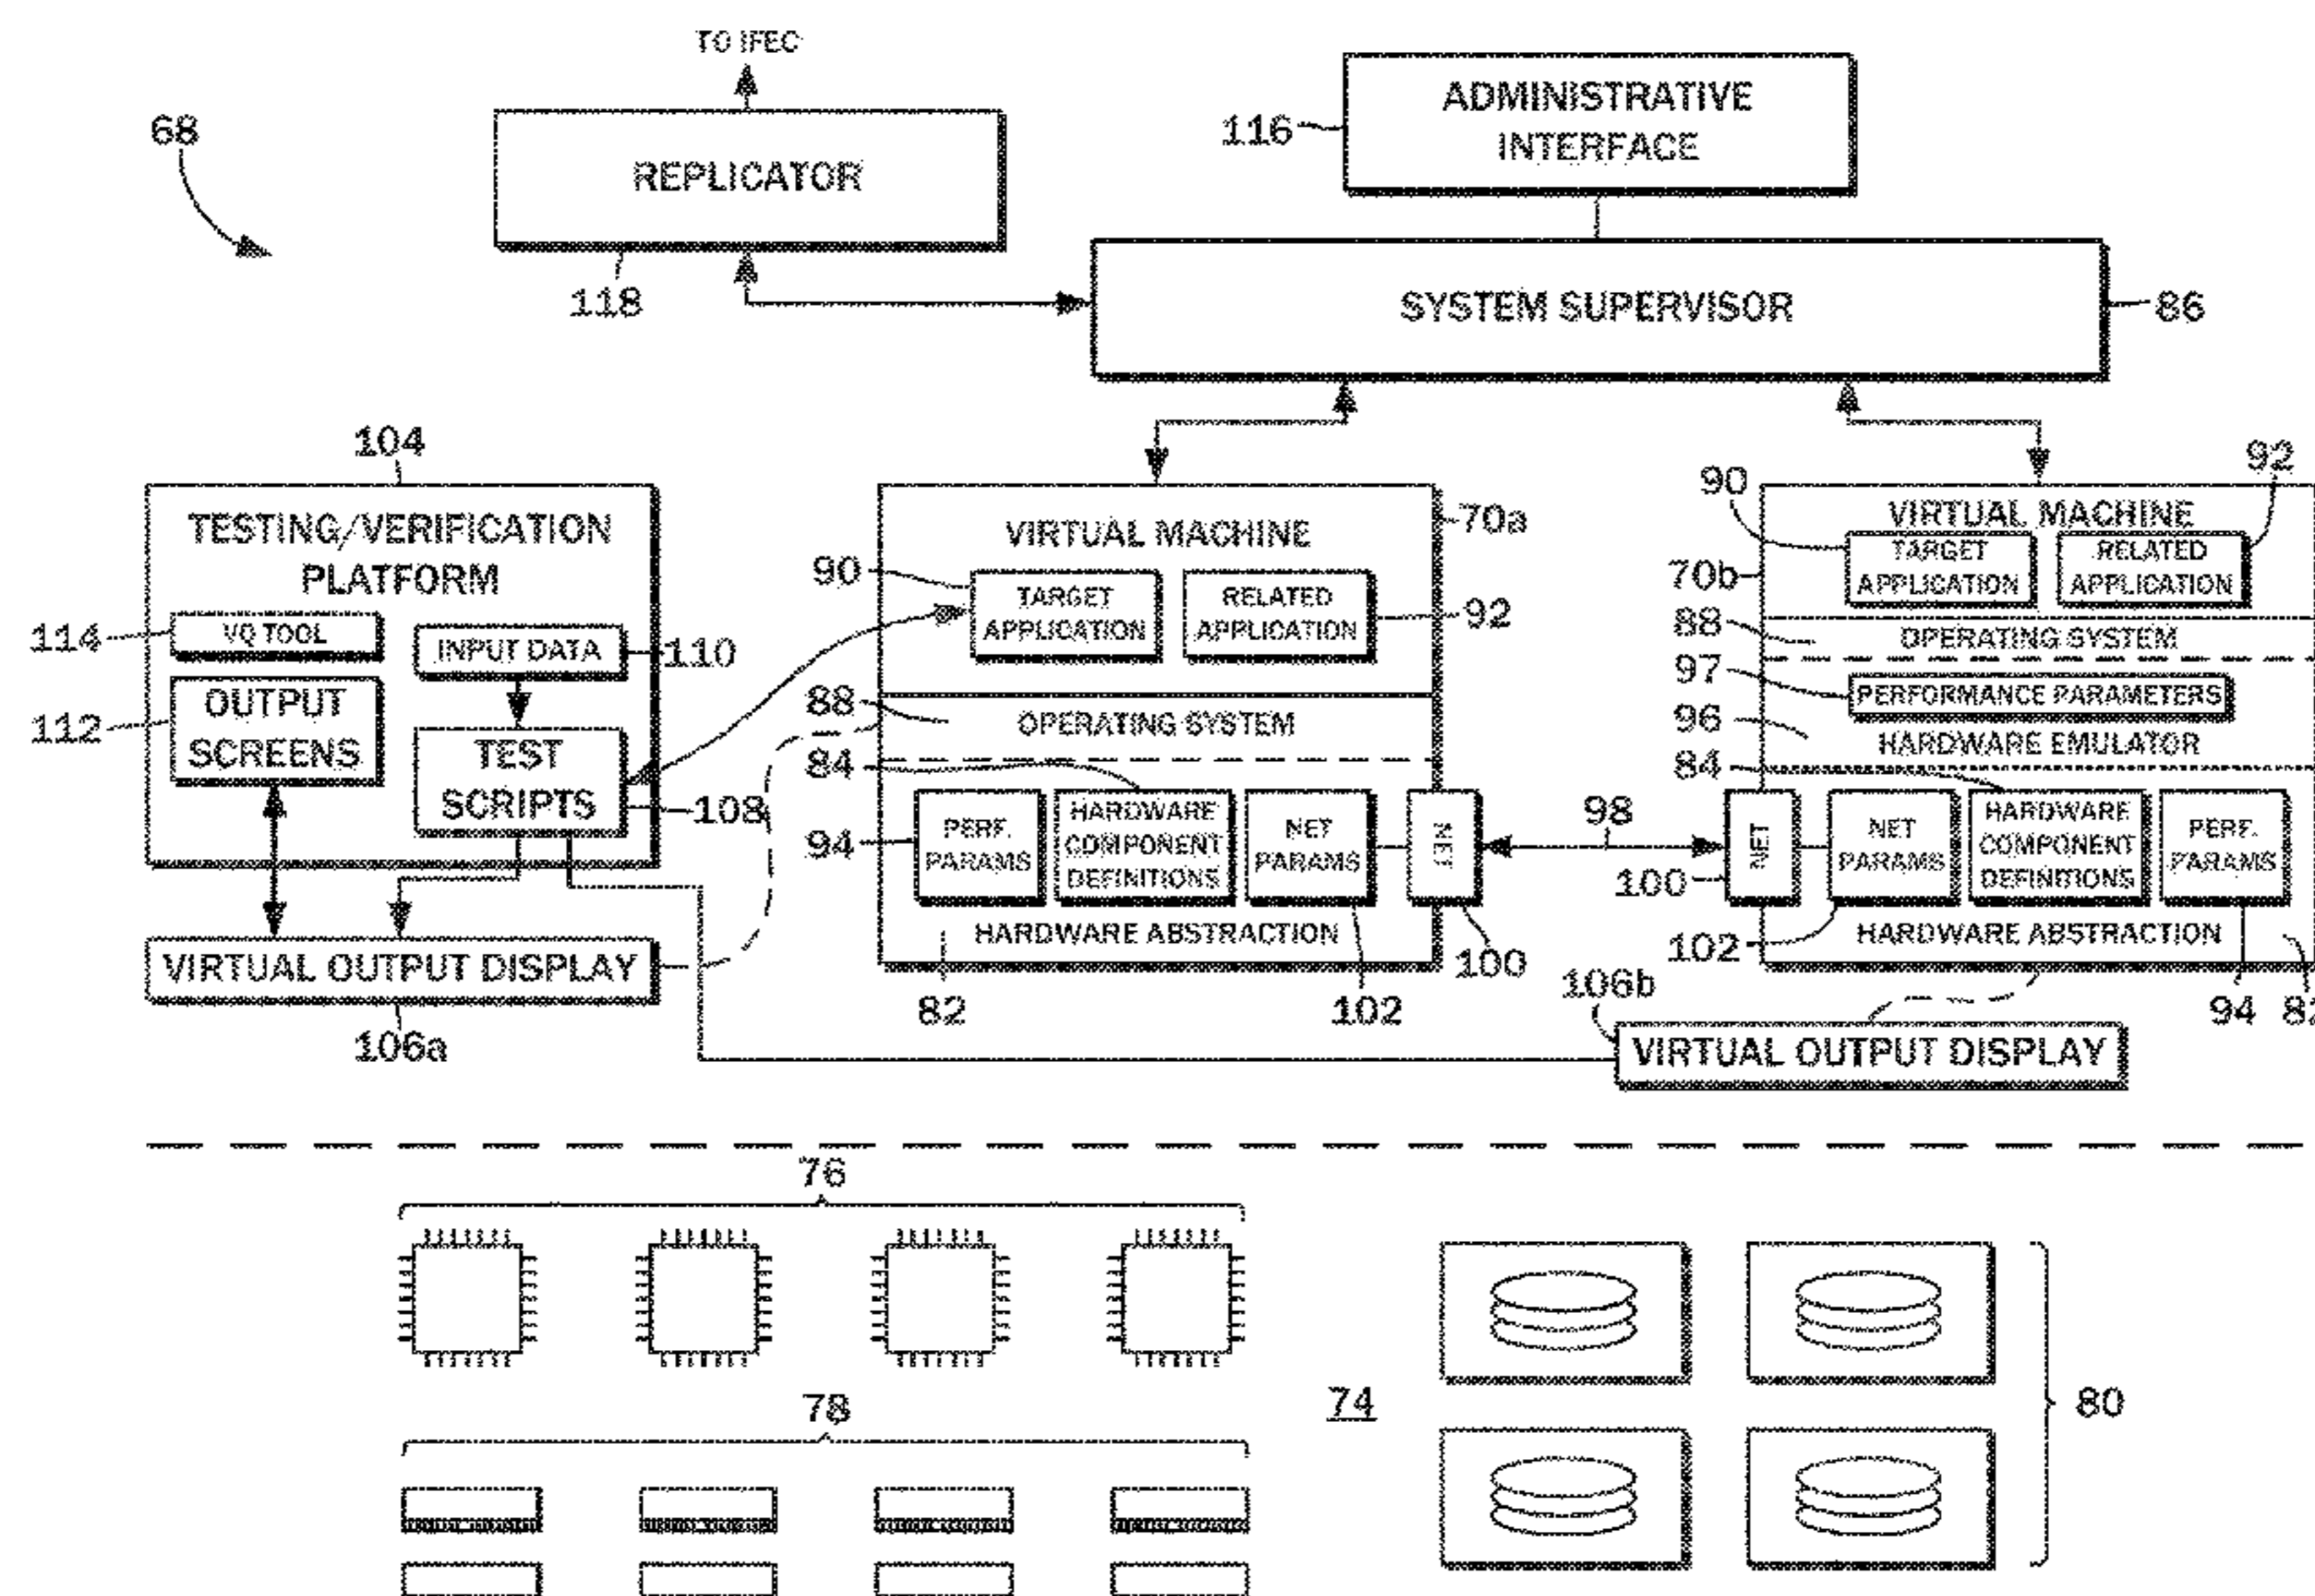 TO IFEC
68
REPLICATOR
118
116
ADMINISTRATIVE
INTERFACE
SYSTEM SUPERVISOR
86
104
TESTING/VERIFICATION
PLATFORM
114
VQ TOOL
112
OUTPUT
SCREENS
INPUT DATA
110
TEST
SCRIPTS
108
VIRTUAL OUTPUT DISPLAY
106a
70a
VIRTUAL MACHINE
90
TARGET
APPLICATION
RELATED
APPLICATION
92
88
OPERATING SYSTEM
84
94
PERF.
PARAMS
HARDWARE
COMPONENT
DEFINITIONS
NET
PARAMS
NET
HARDWARE ABSTRACTION
82
102
100
98
90
92
70b
VIRTUAL MACHINE
TARGET
APPLICATION
RELATED
APPLICATION
88
OPERATING SYSTEM
97
PERFORMANCE PARAMETERS
96
HARDWARE EMULATOR
84
NET
100
NET
PARAMS
HARDWARE
COMPONENT
DEFINITIONS
PERF.
PARAMS
102
HARDWARE ABSTRACTION
94
82
106b
VIRTUAL OUTPUT DISPLAY
76
78
74
80